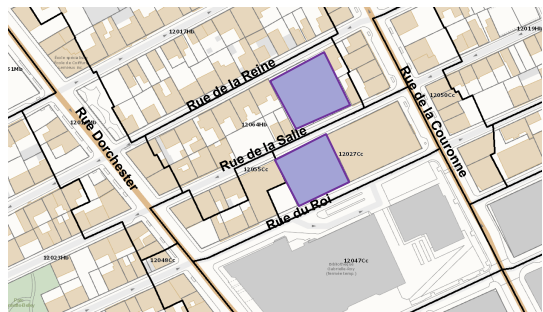 12017Hb
12019Hb
Rue de la Reine
12050Cc
Rue de la Couronne
12064Hb
Rue Dorchester
Rue de la Salle
12027Cc
12055Cc
Rue du Roi
12023Hb
12048Cc
12047Cc